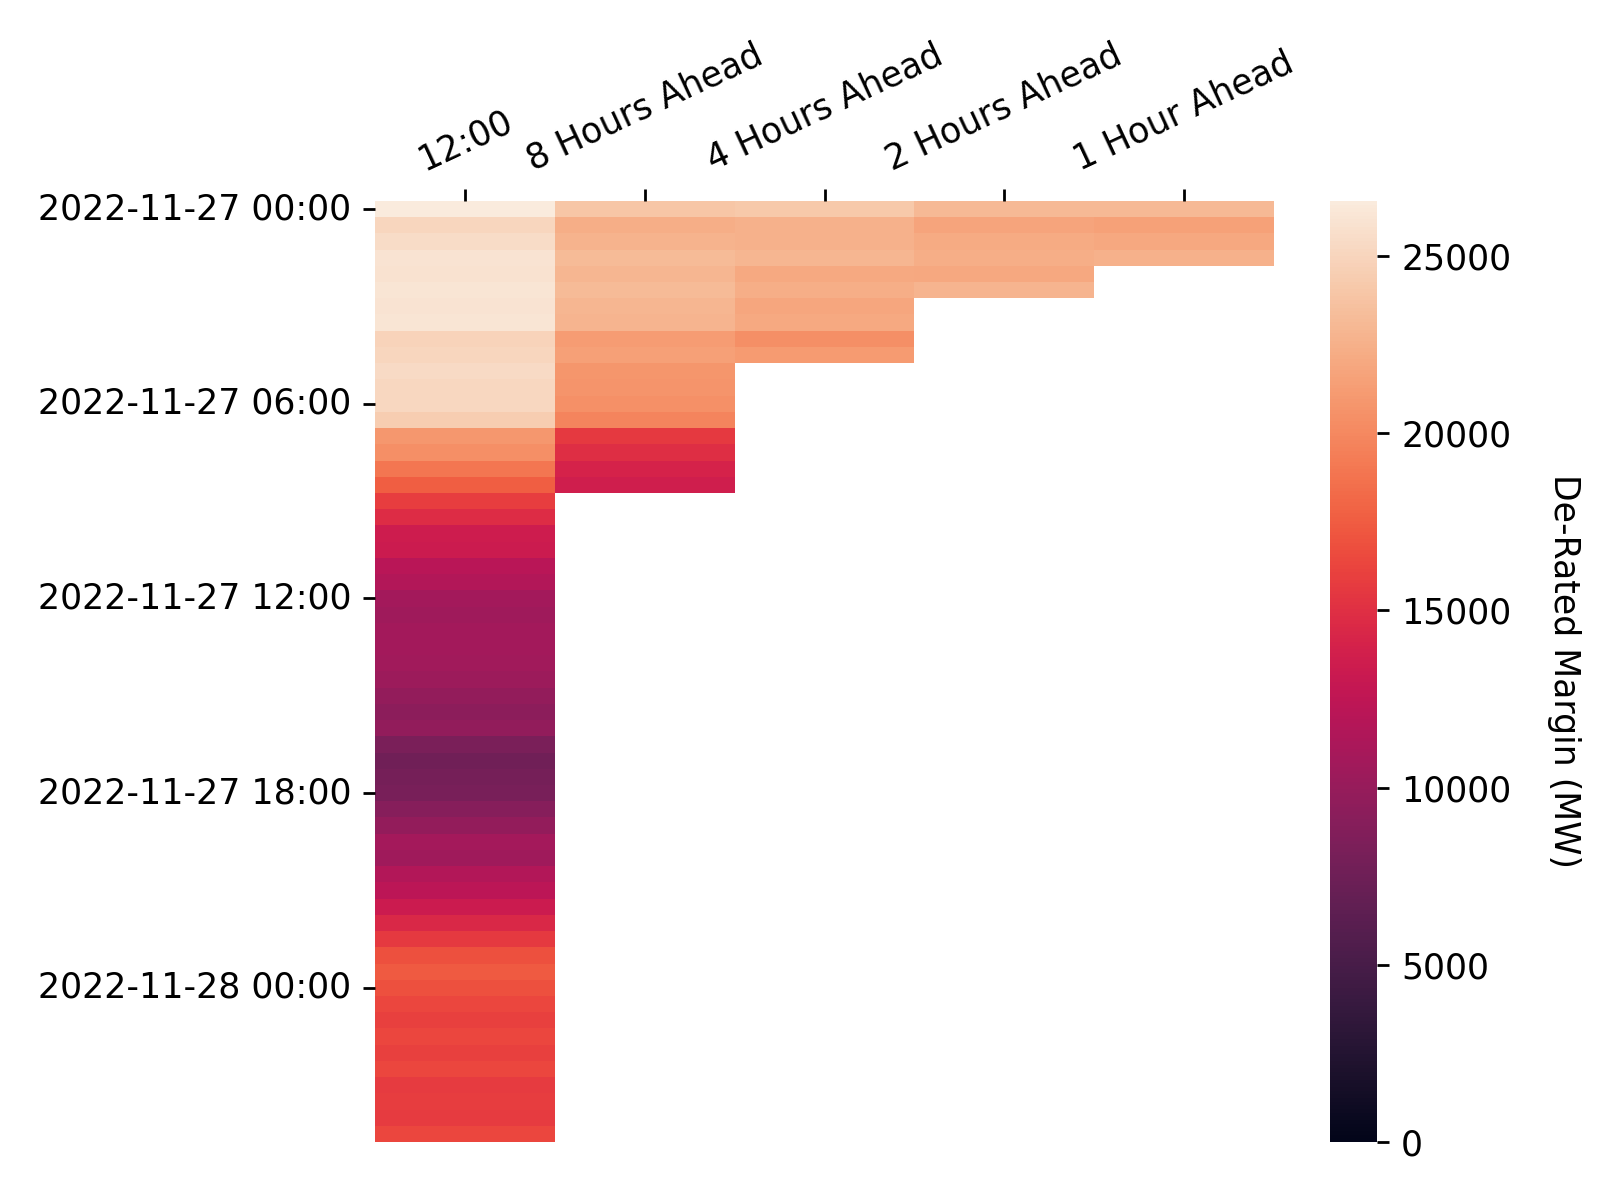 12:00
8 Hours Ahead
4 Hours Ahead
2 Hours Ahead
1 Hour Ahead
2022-11-27 00:00
2022-11-27 06:00
2022-11-27 12:00
2022-11-27 18:00
2022-11-28 00:00
25000
20000
15000
10000
5000
0
De-Rated Margin (MW)